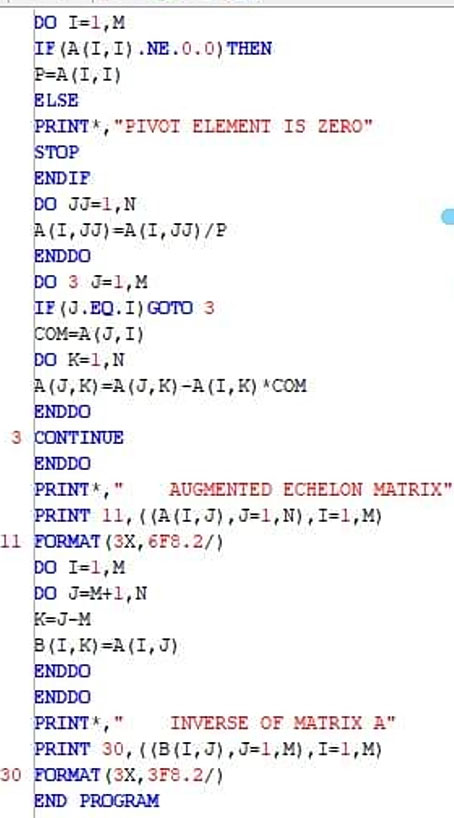 DO I=1,M
IF(A(I,I).NE.0.0)THEN
P=A(I,I)
ELSE
PRINT*,"PIVOT ELEMENT IS ZERO"
STOP
ENDIF
DO JJ=1,N
A(I,JJ)=A(I,JJ)/P
ENDDO
DO 3 J=1,M
IF(J.EQ.I)GOTO 3
COM=A(J,I)
DO K=1,N
A(J,K)=A(J,K)-A(I,K)*COM
ENDDO
3 CONTINUE
ENDDO
PRINT*,"    AUGMENTED ECHELON MATRIX"
PRINT 11,((A(I,J),J=1,N),I=1,M)
11 FORMAT(3X,6F8.2/)
DO I=1,M
DO J=M+1,N
K=J-M
B(I,K)=A(I,J)
ENDDO
ENDDO
PRINT*,"    INVERSE OF MATRIX A"
PRINT 30,((B(I,J),J=1,M),I=1,M)
30 FORMAT(3X,3F8.2/)
END PROGRAM